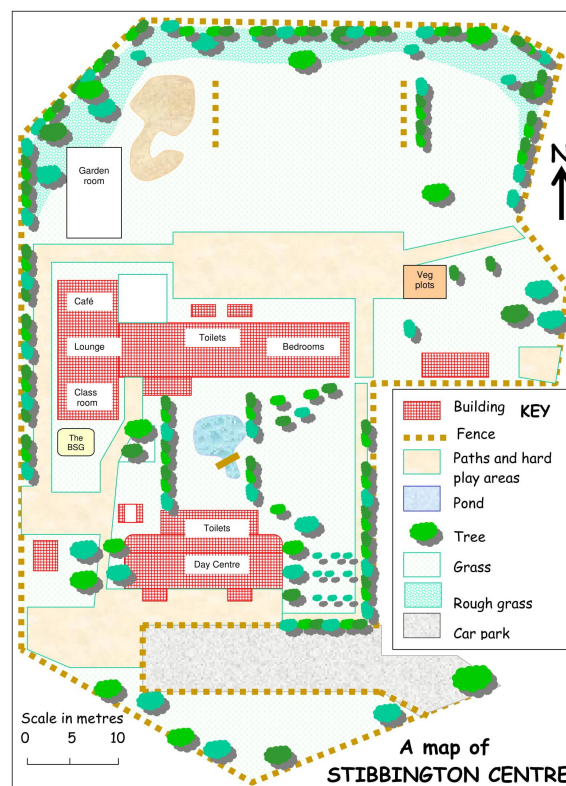 N
Garden
room
Veg
plots
Café
Lounge
Class
room
Toilets
Bedrooms
The
BSG
Toilets
Day Centre
Building KEY
Fence
Paths and hard
play areas
Pond
Tree
Grass
Rough grass
Car park
Scale in metres
0 5 10
A map of
STIBBINGTON CENTRE